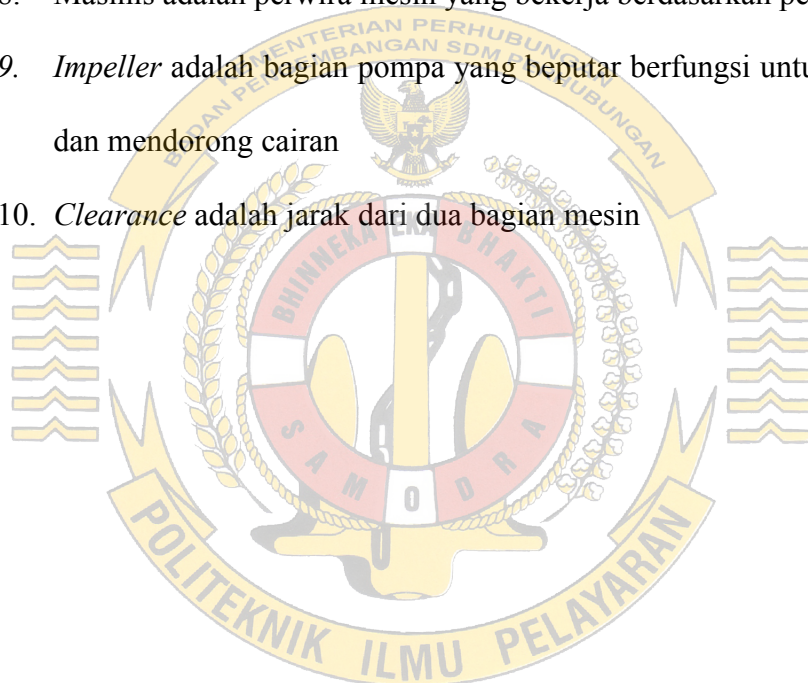 8. Masinis adalah perwira mesin yang bekerja berdasarkan
9. Impeller adalah bagian pompa yang beputar berfungsi
dan mendorong cairan
10. Clearance adalah jarak dari dua bagian mesin
KEMENTERIAN PERHUBUNGAN
BADAN PENGEMBANGAN SDM PERHUBUNGAN
BHINNEKA EKA BHAKTI
SAMODRA
POLITEKNIK ILMU PELAYARAN